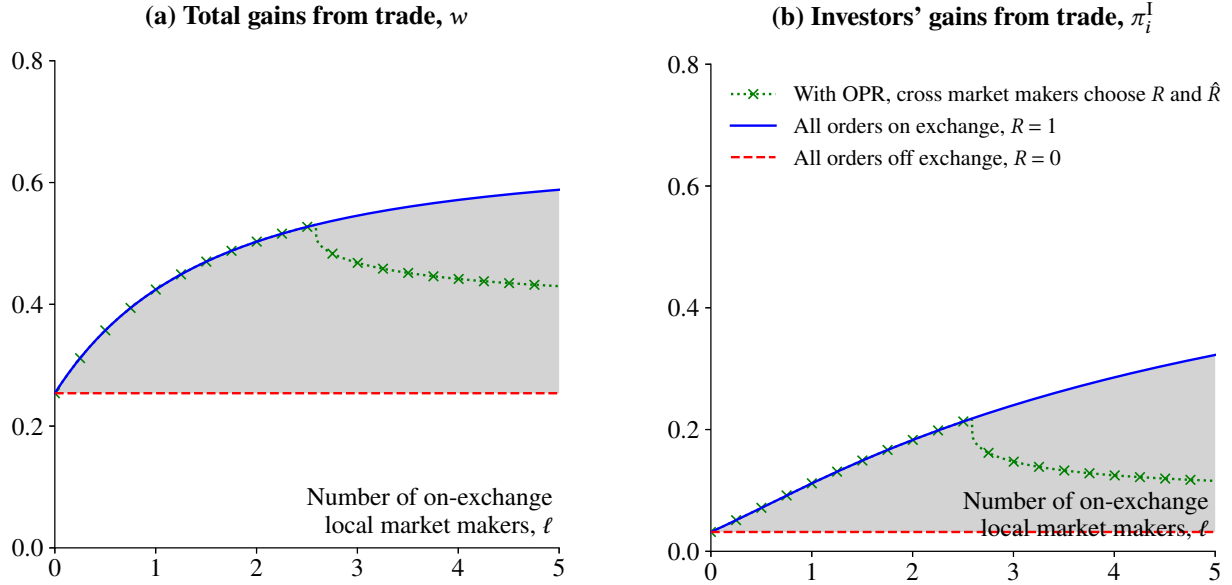 (a) Total gains from trade, w
0.8
0.6
0.4
0.2
0.0
0 1 2 3 4 5
Number of on-exchange
local market makers, ℓ
(b) Investors' gains from trade, π_i^I
0.8
0.6
0.4
0.2
0.0
0 1 2 3 4 5
With OPR, cross market makers choose R and R̂
All orders on exchange, R = 1
All orders off exchange, R = 0
Number of on-exchange
local market makers, ℓ